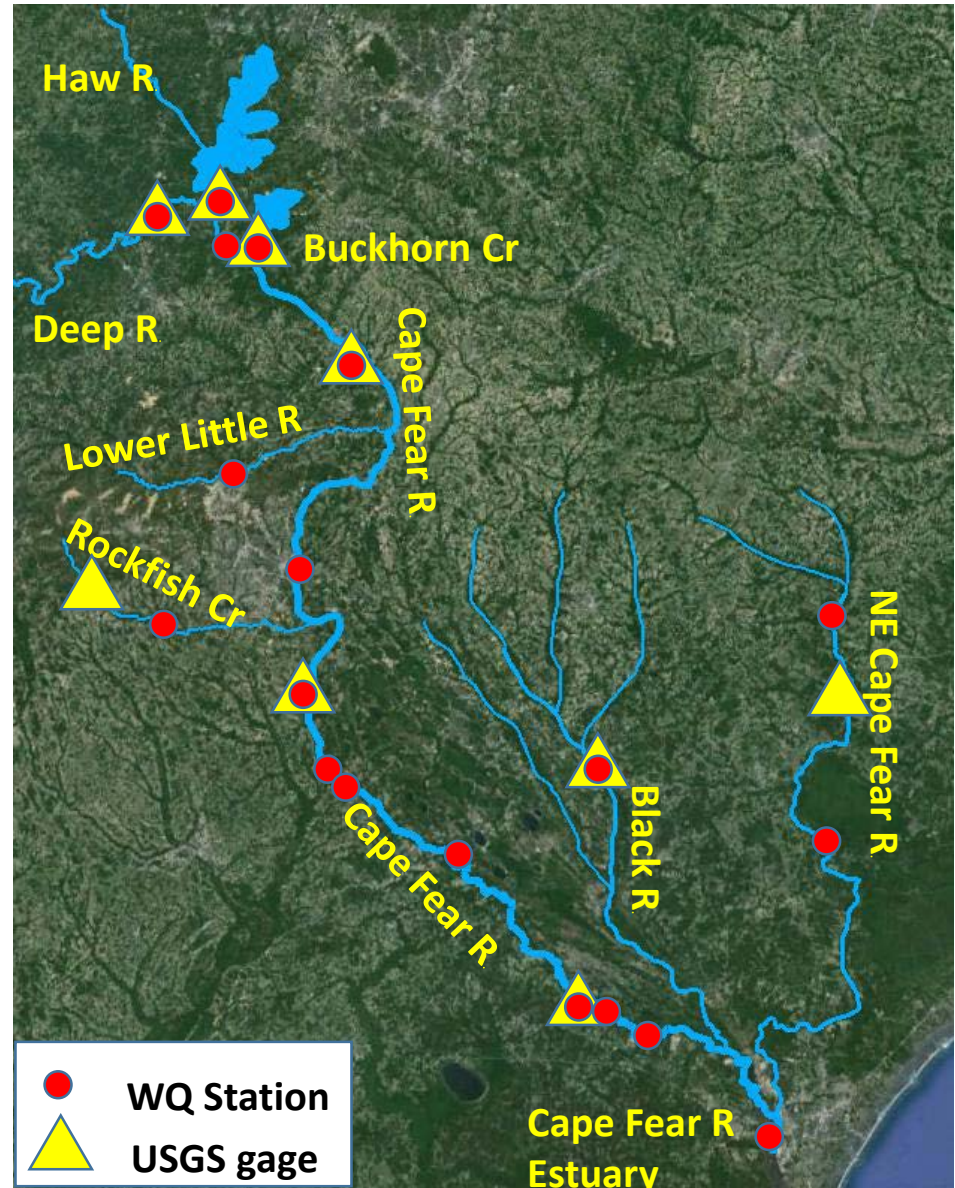 Haw R.
Buckhorn Cr
Deep R.
Cape Fear R.
Lower Little R
Rockfish Cr
NE Cape Fear R.
Black R.
Cape Fear R.
WQ Station
USGS gage
Cape Fear R
Estuary